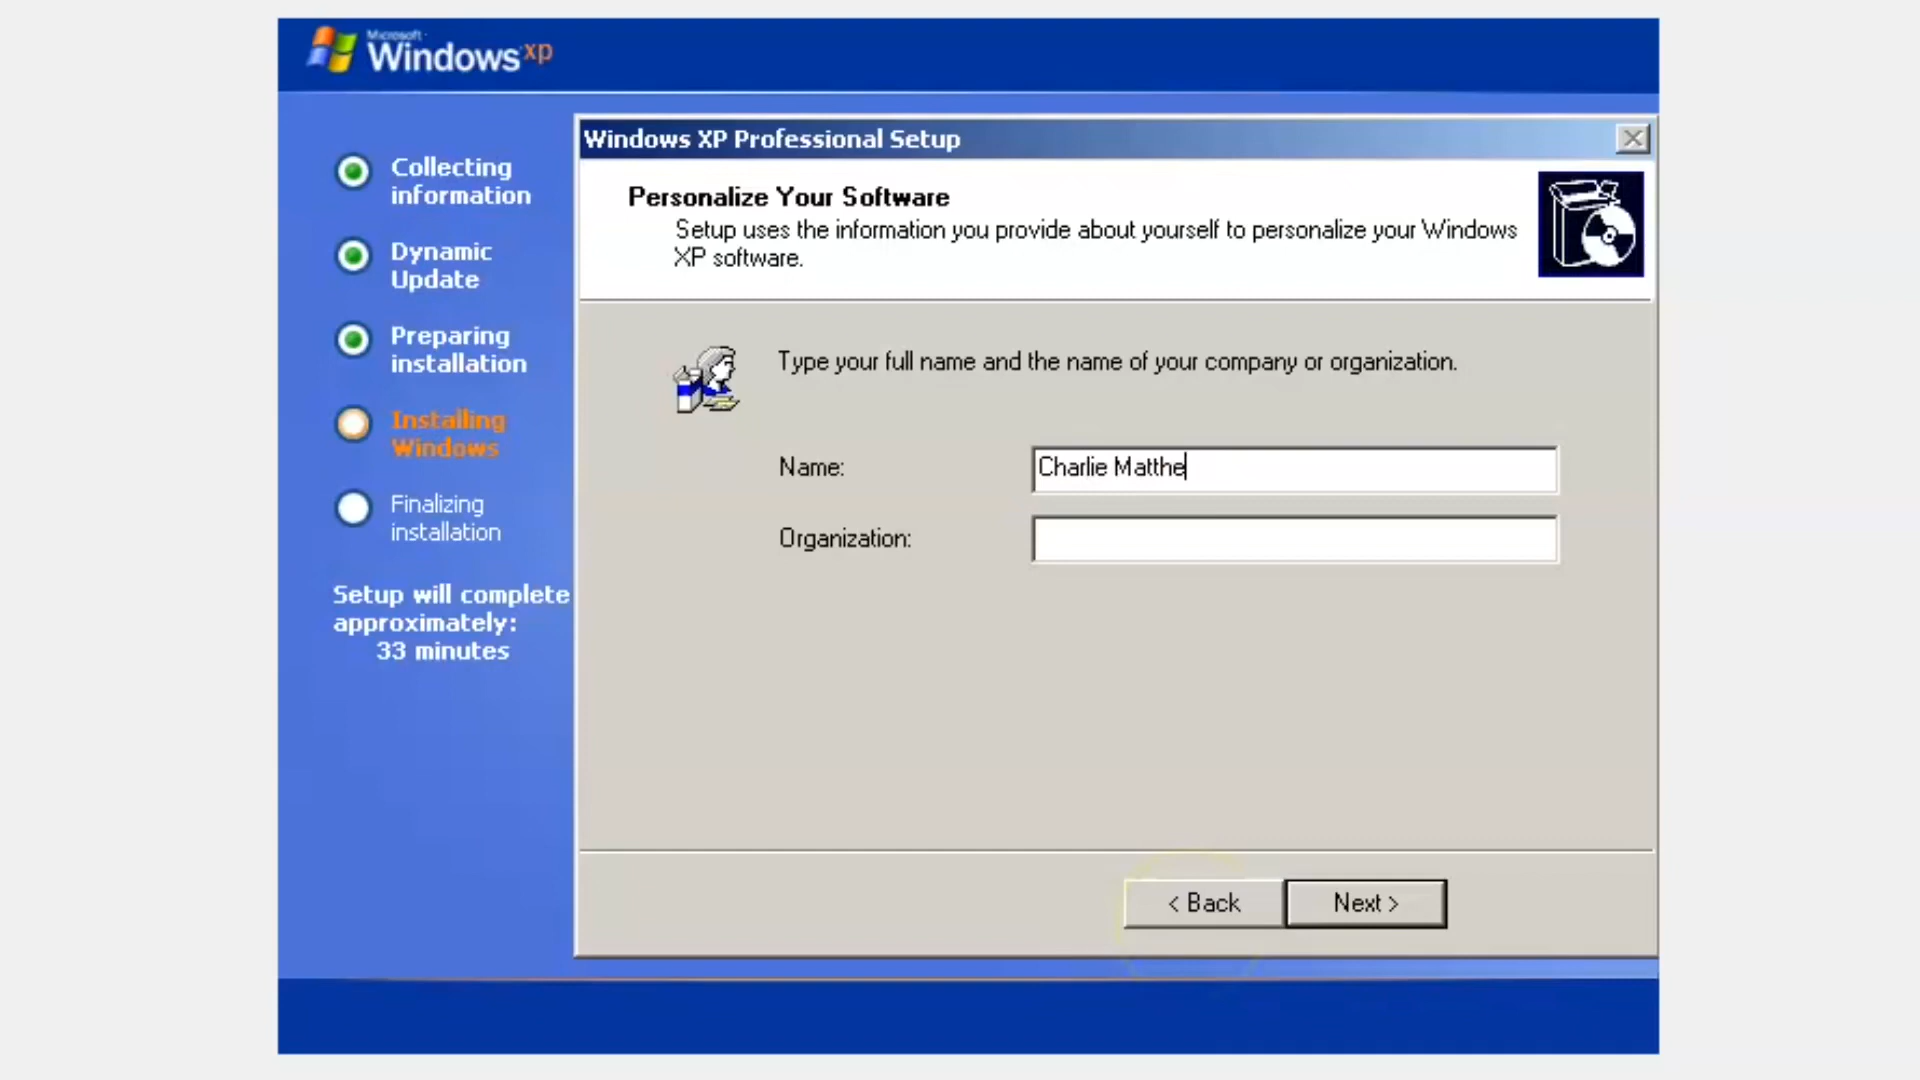 Microsoft
Windows xp
Collecting
information
Dynamic
Update
Preparing
installation
Installing
Windows
Finalizing
installation
Setup will complete
approximately:
33 minutes
Windows XP Professional Setup
Personalize Your Software
Setup uses the information you provide about yourself to personalize your Windows
XP software.
Type your full name and the name of your company or organization.
Name: Charlie Matthe
Organization:
< Back Next >